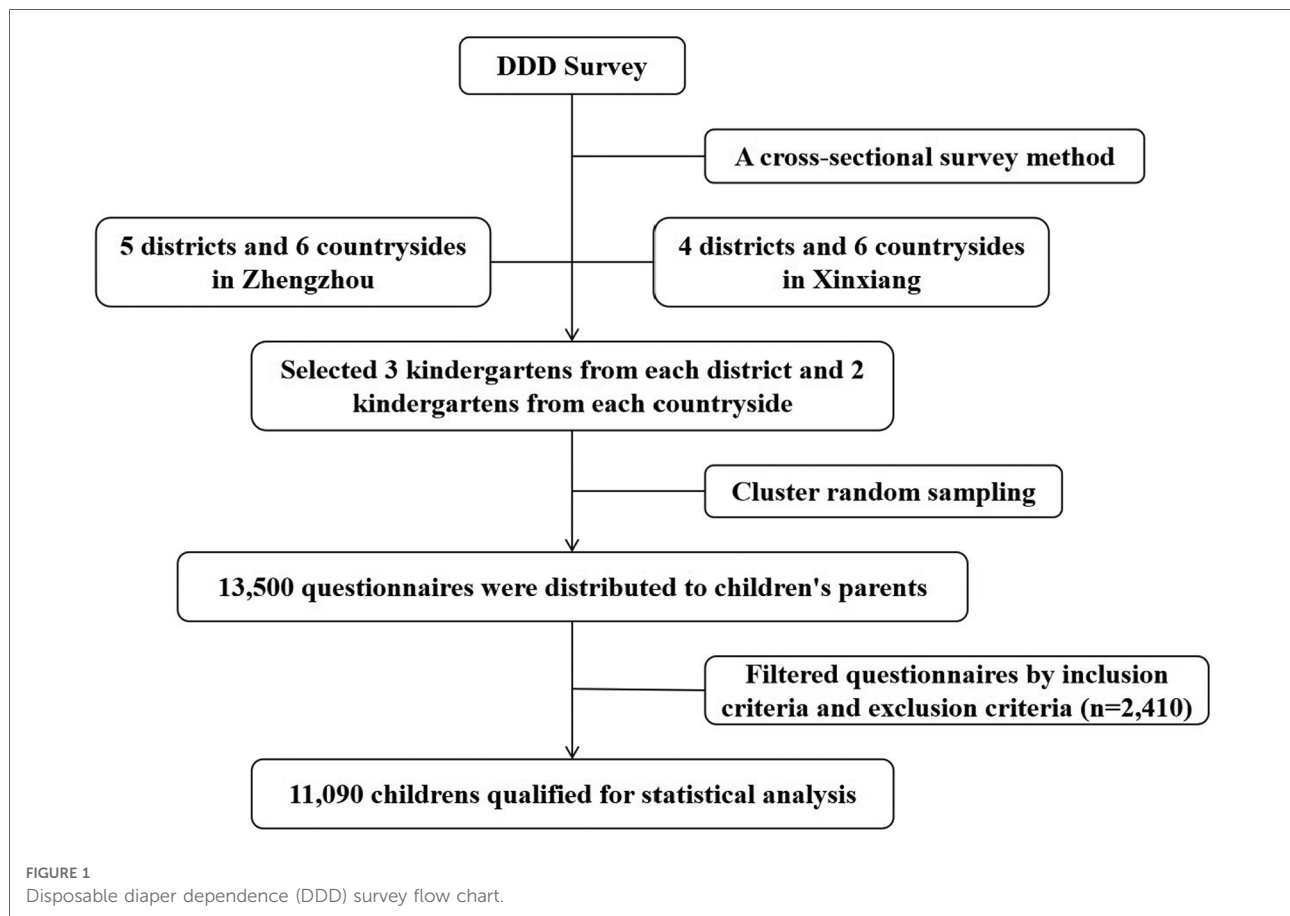 DDD Survey
A cross-sectional survey method
5 districts and 6 countrysides
in Zhengzhou
4 districts and 6 countrysides
in Xinxiang
Selected 3 kindergartens from each district and 2
kindergartens from each countryside
Cluster random sampling
13,500 questionnaires were distributed to children's parents
Filtered questionnaires by inclusion
criteria and exclusion criteria (n=2,410)
11,090 childrens qualified for statistical analysis
FIGURE 1
Disposable diaper dependence (DDD) survey flow chart.